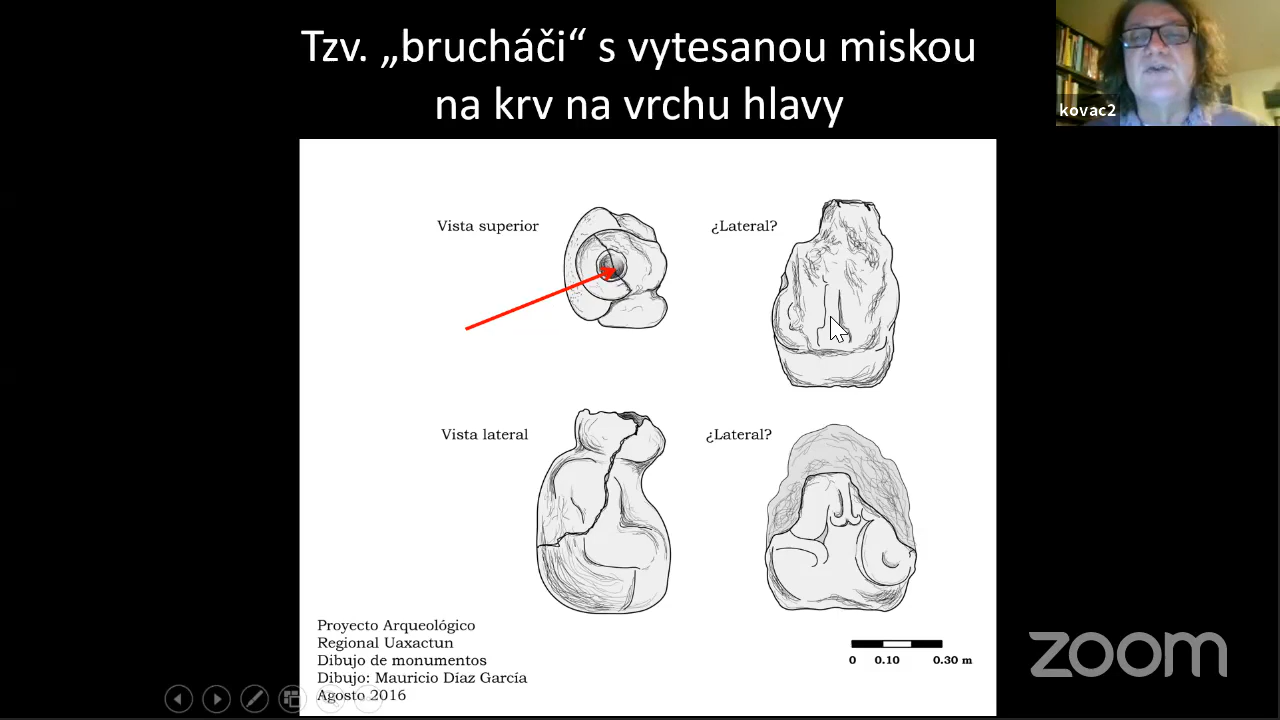 Tzv. „brucháči“ s vytesanou miskou
na krv na vrchu hlavy
kovac2
Vista superior
¿Lateral?
Vista lateral
¿Lateral?
Proyecto Arqueológico
Regional Uaxactun
Dibujo de monumentos
Dibujo: Mauricio Díaz García
Agosto 2016
0 0.10 0.30 m
zoom